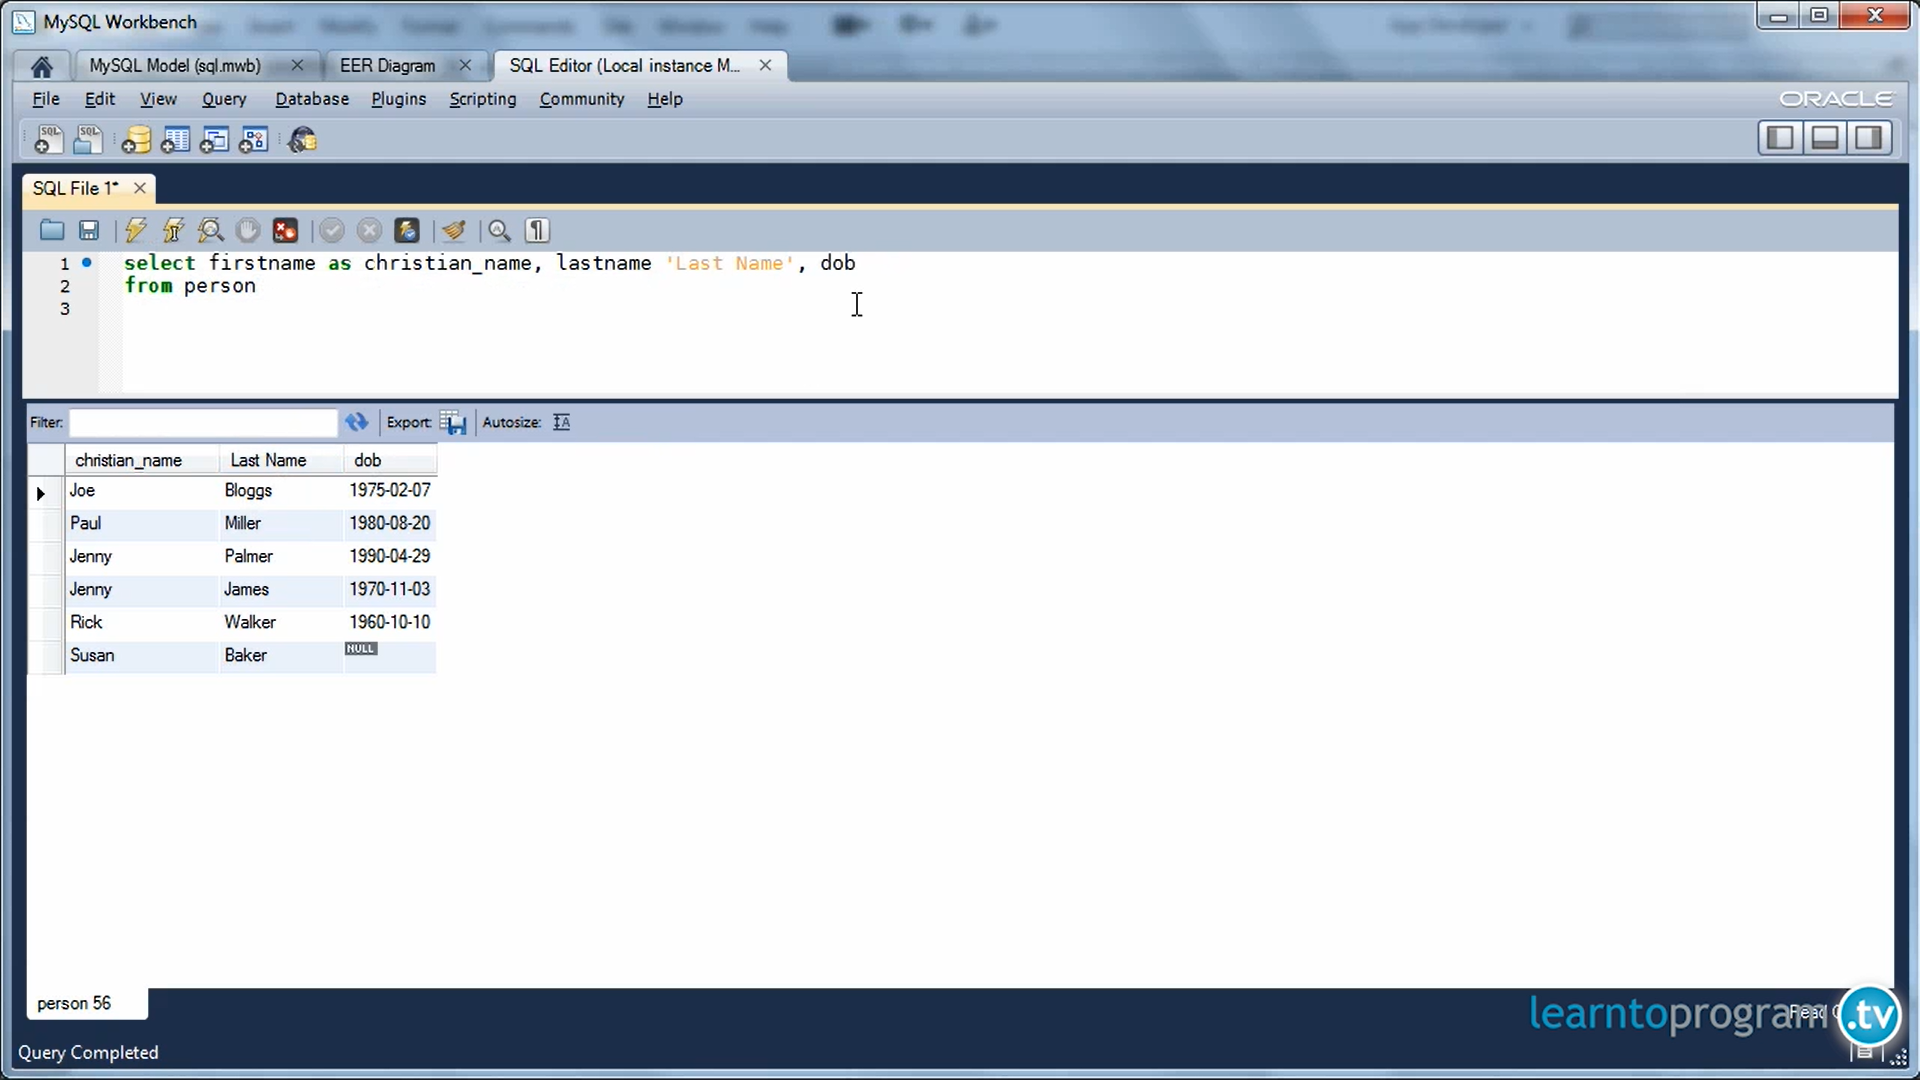 MySQL Workbench
MySQL Model (sql.mwb) EER Diagram SQL Editor (Local instance M...
File Edit View Query Database Plugins Scripting Community Help ORACLE
SQL SQL
SQL File 1*
1 select firstname as christian_name, lastname 'Last Name', dob
2 from person
3
Filter: Export: Autosize:
christian_name Last Name dob
Joe Bloggs 1975-02-07
Paul Miller 1980-08-20
Jenny Palmer 1990-04-29
Jenny James 1970-11-03
Rick Walker 1960-10-10
Susan Baker NULL
person 56
learntoprogram.tv
Query Completed